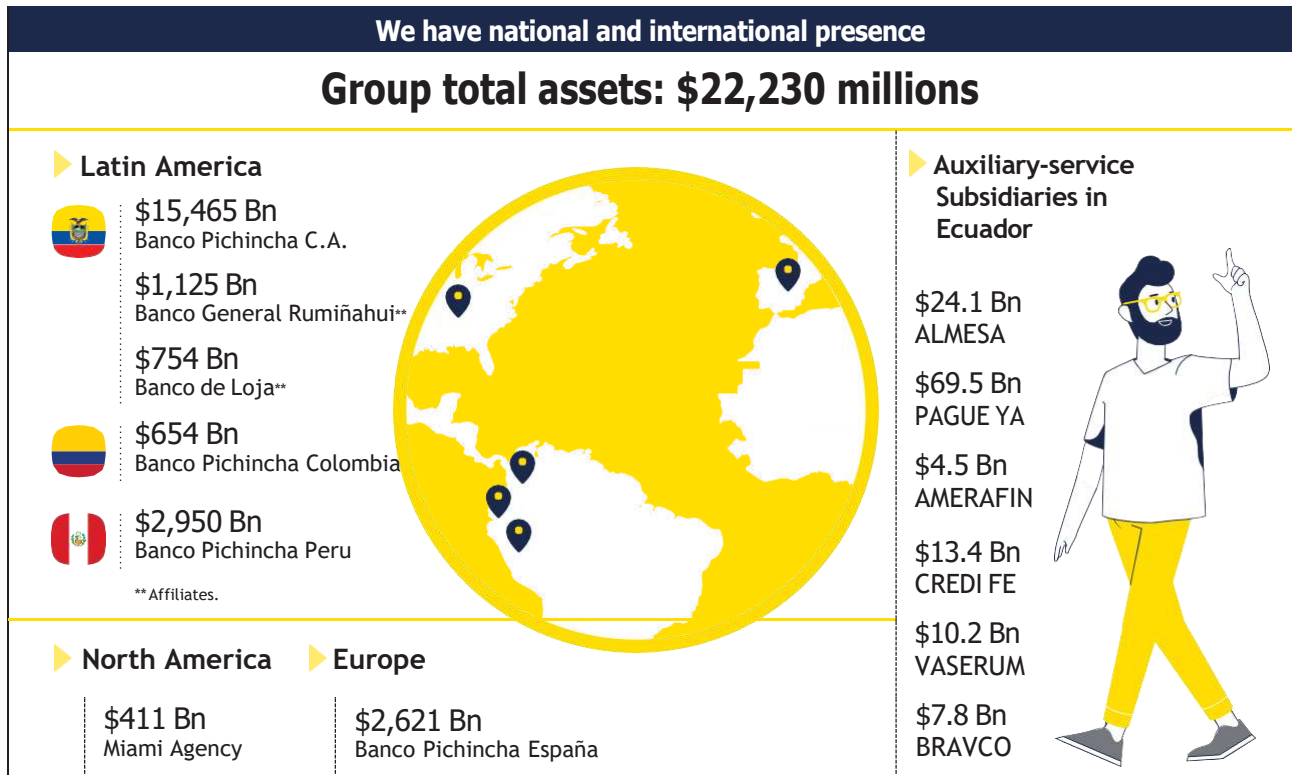 We have national and international presence
Group total assets: $22,230 millions
Latin America
$15,465 Bn
Banco Pichincha C.A.
$1,125 Bn
Banco General Rumiñahui**
$754 Bn
Banco de Loja**
$654 Bn
Banco Pichincha Colombia
$2,950 Bn
Banco Pichincha Peru
**Affiliates.
North America
$411 Bn
Miami Agency
Europe
$2,621 Bn
Banco Pichincha España
Auxiliary-service
Subsidiaries in
Ecuador
$24.1 Bn
ALMESA
$69.5 Bn
PAGUE YA
$4.5 Bn
AMERAFIN
$13.4 Bn
CREDI FE
$10.2 Bn
VASERUM
$7.8 Bn
BRAVCO